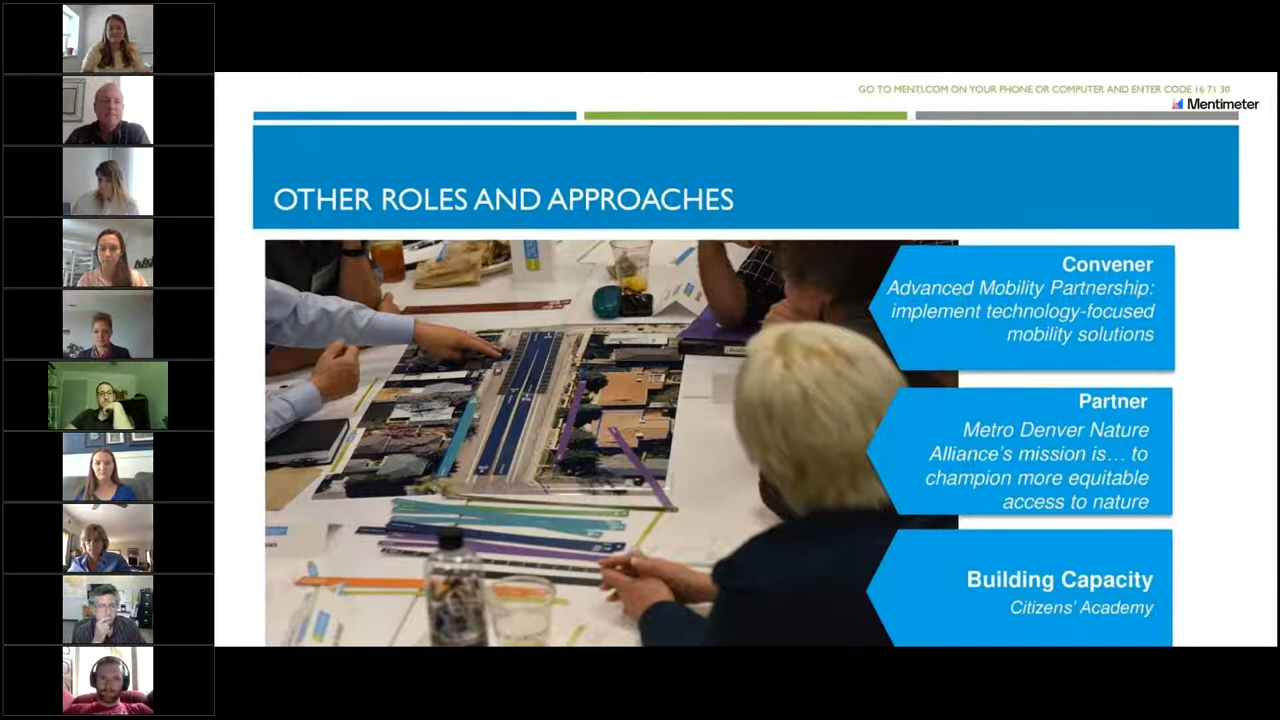 GO TO MENTI.COM ON YOUR PHONE OR COMPUTER AND ENTER CODE 16 71 30
Mentimeter
OTHER ROLES AND APPROACHES
Convener
Advanced Mobility Partnership:
implement technology-focused
mobility solutions
Partner
Metro Denver Nature
Alliance's mission is... to
champion more equitable
access to nature
Building Capacity
Citizens' Academy